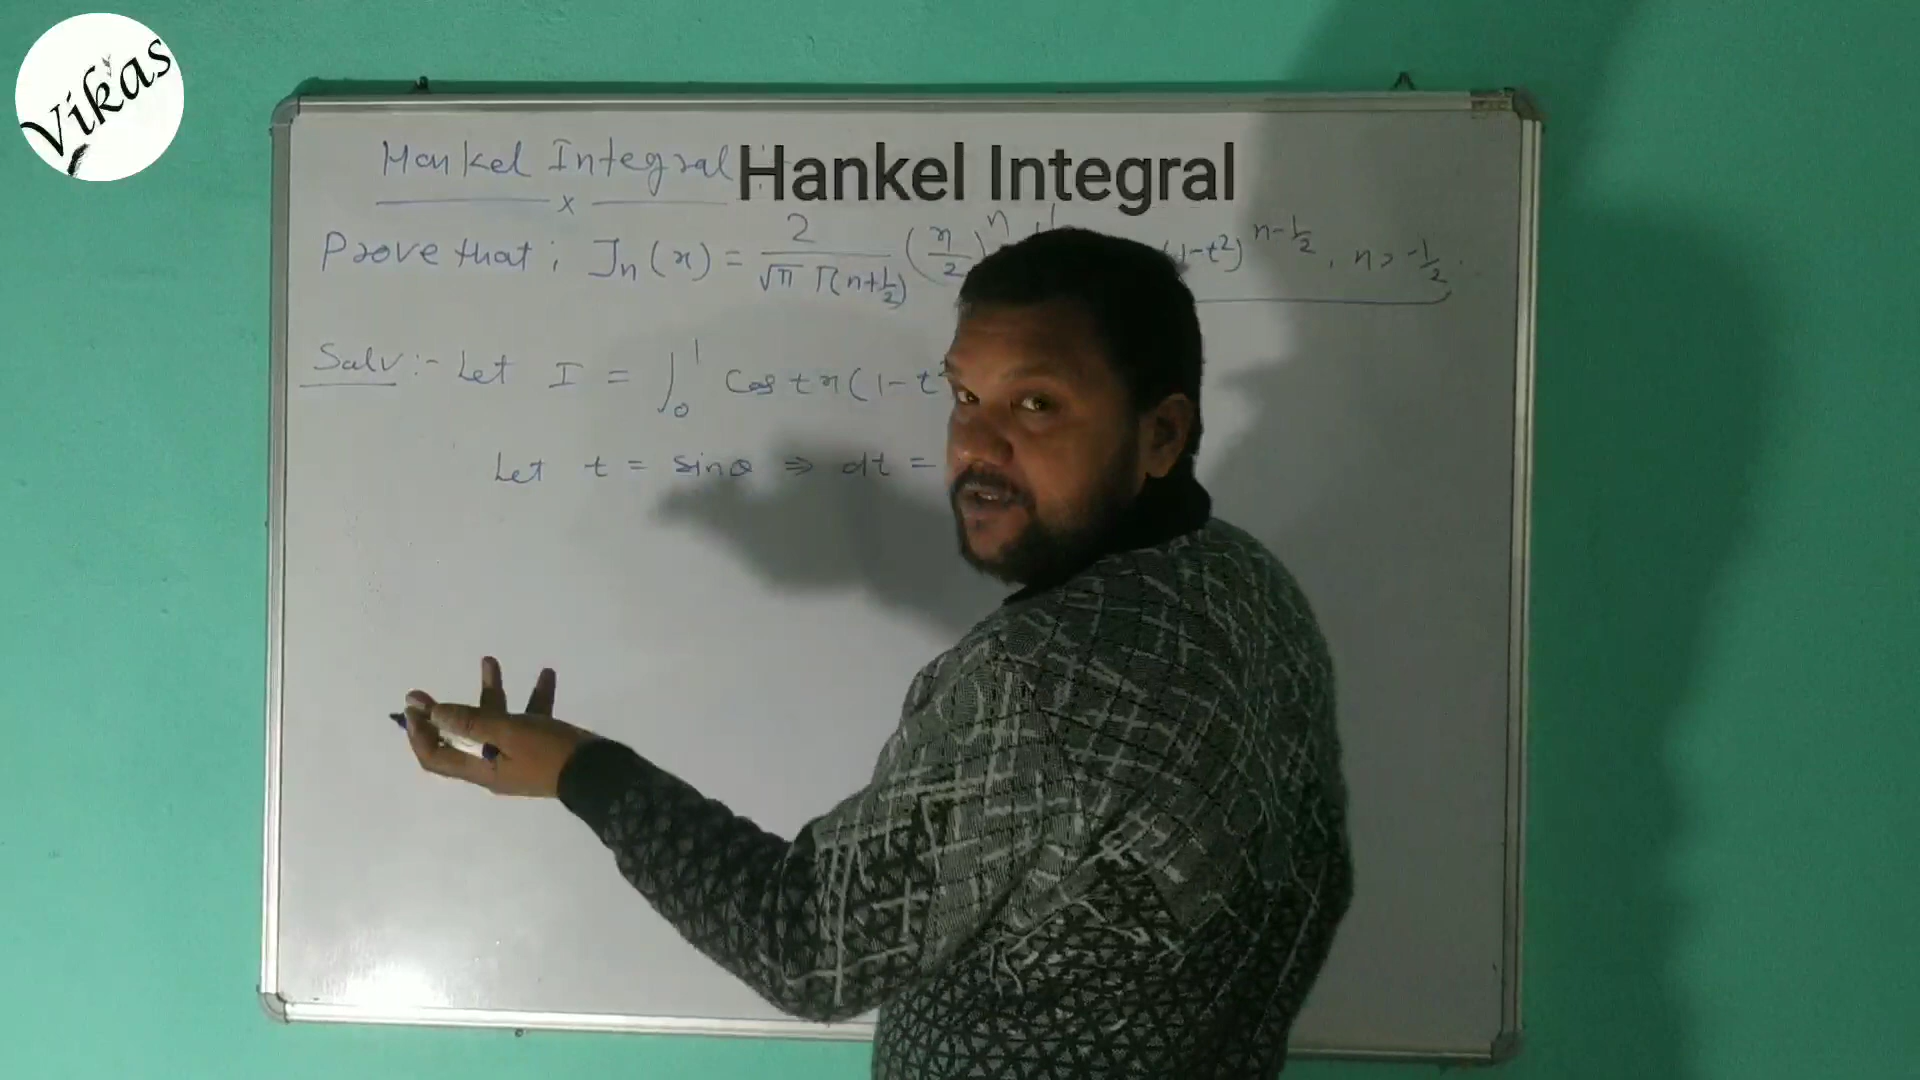 Vikas
Hankel Integral
Hankel Integral :-
x
Prove that ; Jn (x) = 2 / √π Γ(n+1/2) (x/2)^n (1-t²)^n-1/2 , n > -1/2 .
Solv :- Let I = ∫₀¹ Cos tx (1 - t²
Let t = sinθ ⇒ dt =